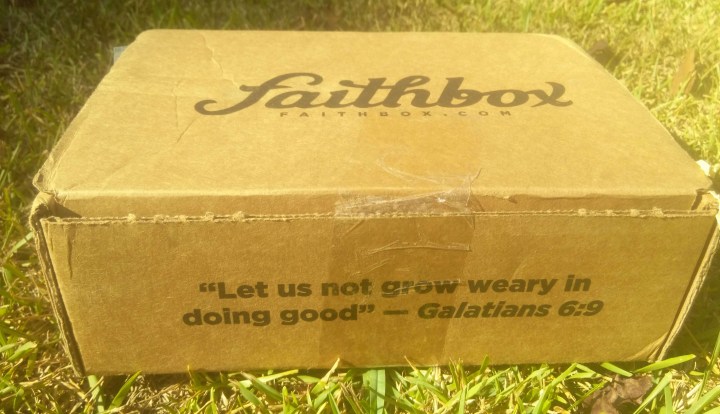 Faithbox
FAITHBOX.COM
“Let us not grow weary in
doing good” — Galatians 6:9